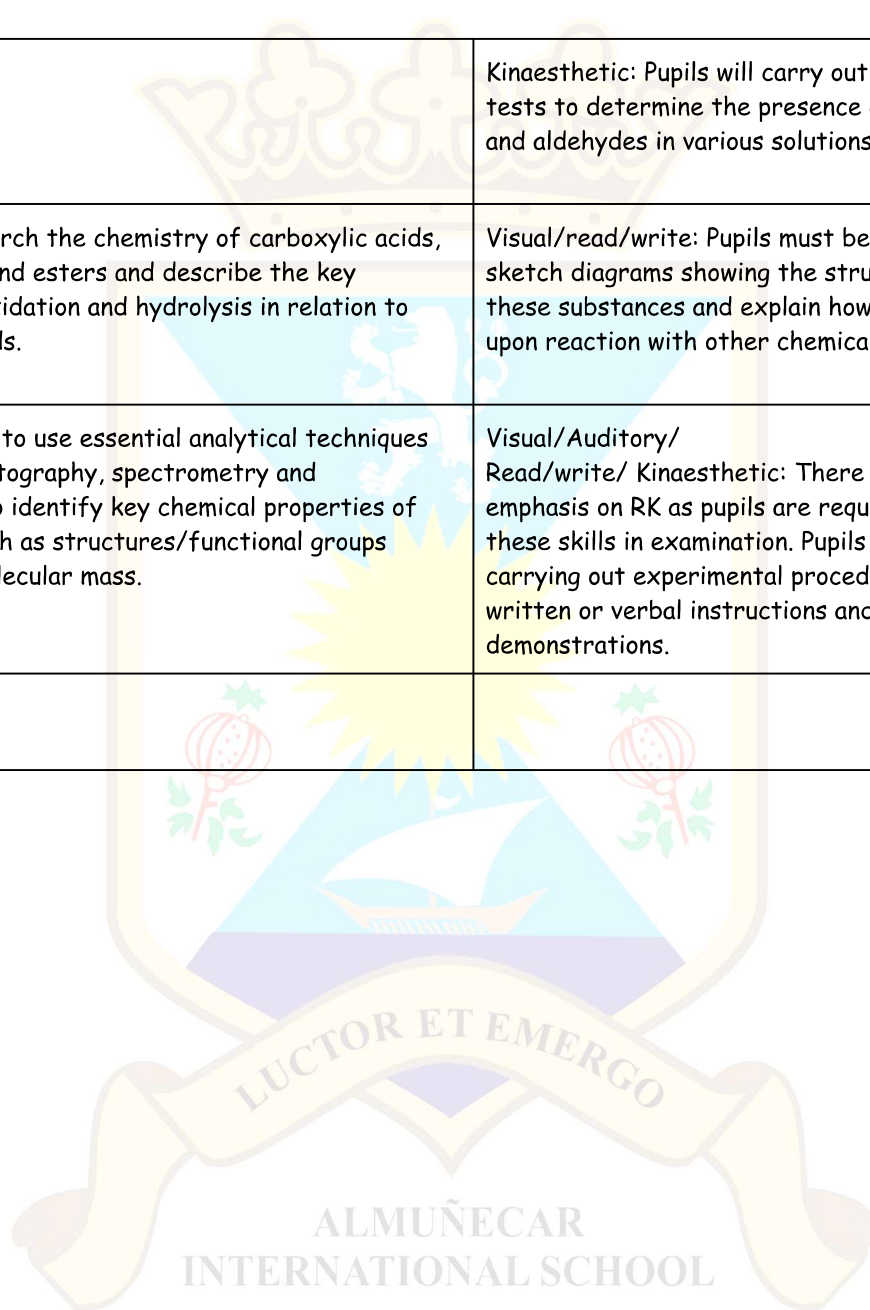 Kinaesthetic: Pupils will carry out
tests to determine the presence
and aldehydes in various solutions
rch the chemistry of carboxylic acids,
nd esters and describe the key
idation and hydrolysis in relation to
ds.
Visual/read/write: Pupils must be
sketch diagrams showing the stru
these substances and explain how
upon reaction with other chemica
to use essential analytical techniques
tography, spectrometry and
o identify key chemical properties of
h as structures/functional groups
lecular mass.
Visual/Auditory/
Read/write/ Kinaesthetic: There
emphasis on RK as pupils are requ
these skills in examination. Pupils
carrying out experimental proced
written or verbal instructions and
demonstrations.
LUCTOR ET EMERGO
ALMUÑECAR
INTERNATIONAL SCHOOL